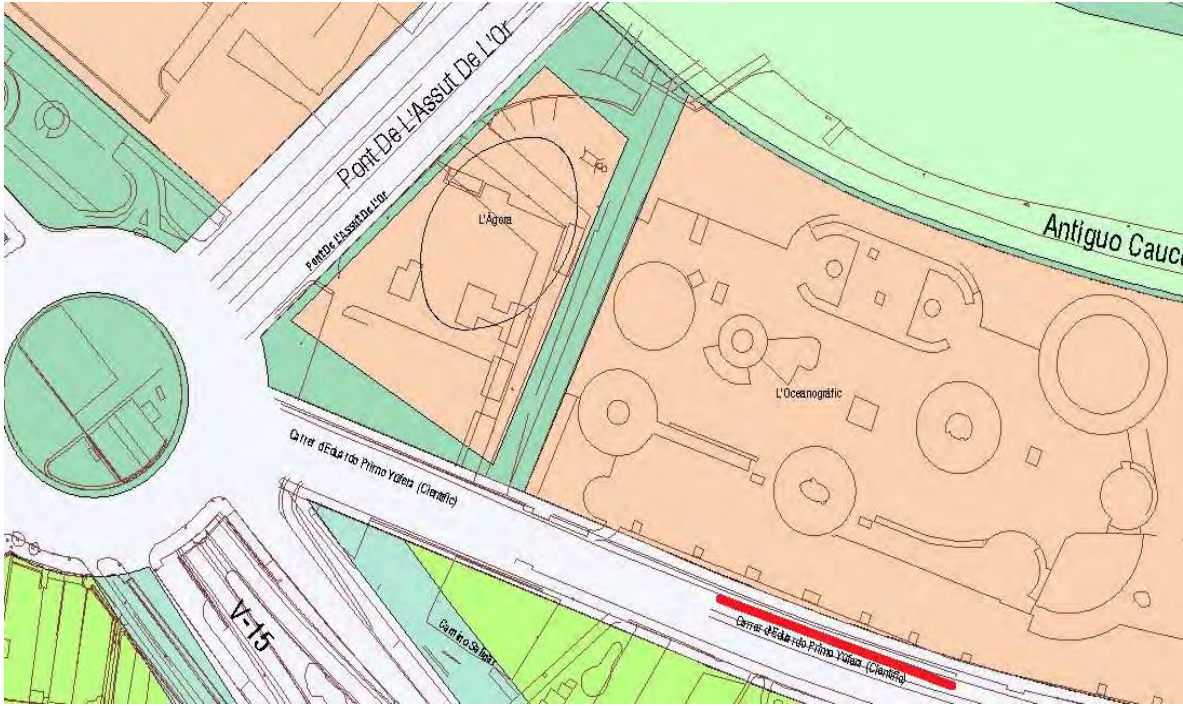 Pont De L'Assut De L'Or
Pont De L'Assut De L'Or
L'Àgora
Antiguo Cauce
L'Oceanogràfic
Carrer d'Eduardo Primo Yúfera (Científic)
V-15
Camino Salinar
Carrer d'Eduardo Primo Yúfera (Científic)